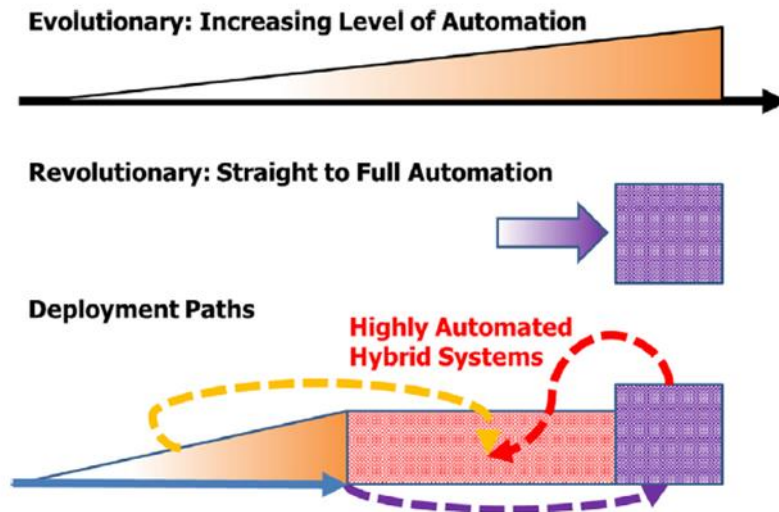 Evolutionary: Increasing Level of Automation
Revolutionary: Straight to Full Automation
Deployment Paths
Highly Automated
Hybrid Systems